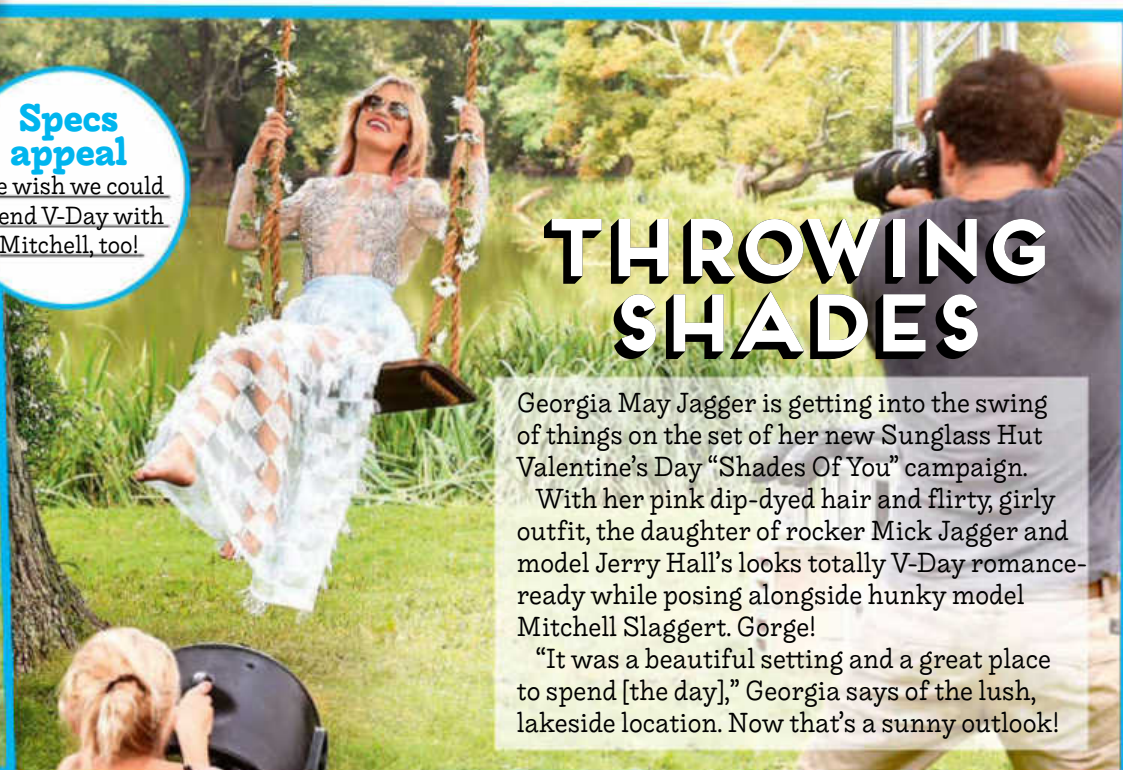 Specs
appeal
e wish we could
end V-Day with
Mitchell, too!
THROWING
SHADES
Georgia May Jagger is getting into the swing
of things on the set of her new Sunglass Hut
Valentine’s Day “Shades Of You” campaign.
With her pink dip-dyed hair and flirty, girly
outfit, the daughter of rocker Mick Jagger and
model Jerry Hall’s looks totally V-Day romance-
ready while posing alongside hunky model
Mitchell Slaggert. Gorge!
“It was a beautiful setting and a great place
to spend [the day],” Georgia says of the lush,
lakeside location. Now that’s a sunny outlook!